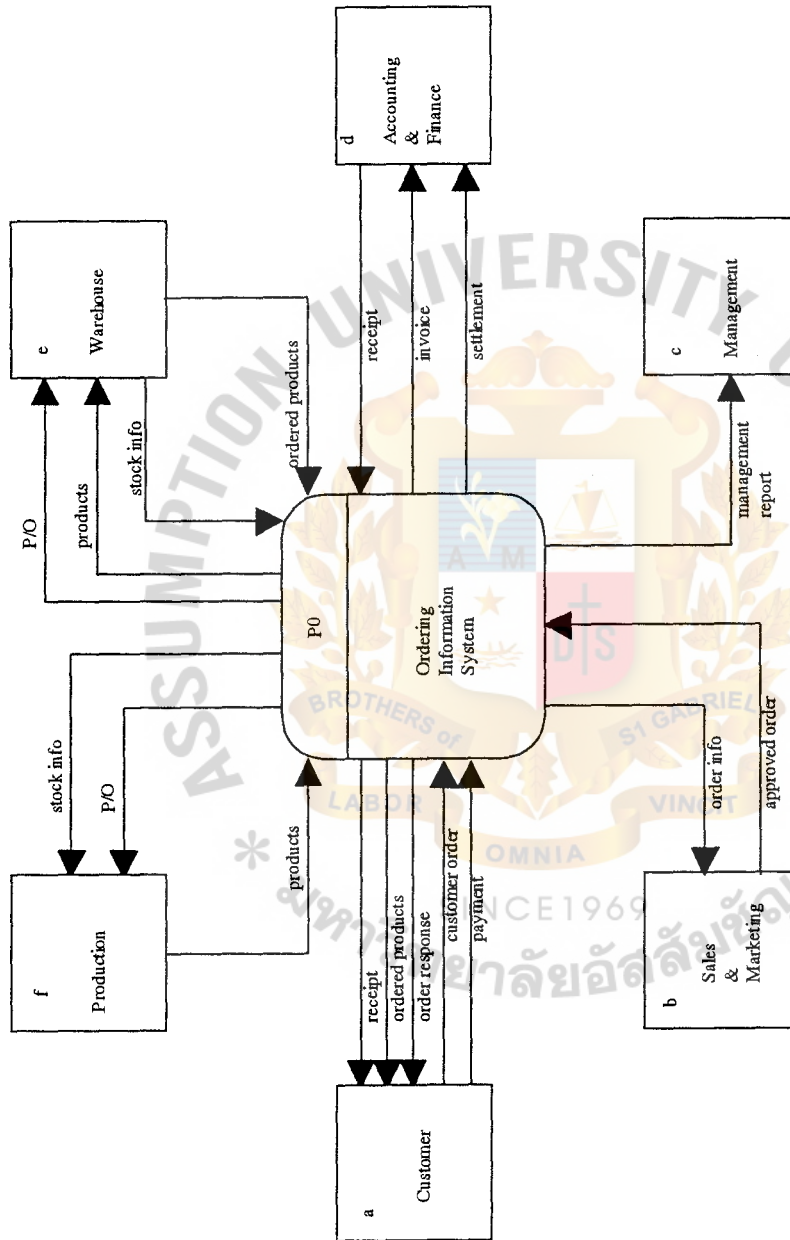 f
Production
stock info
P/O
products
e
Warehouse
P/O
products
stock info
ordered products
a
Customer
receipt
ordered products
order response
customer order
payment
P0
Ordering
Information
System
d
Accounting
&
Finance
receipt
invoice
settlement
b
Sales
&
Marketing
order info
approved order
c
Management
management
report
ASSUMPTION UNIVERSITY
A M
D S
BROTHERS of
ST GABRIEL
LABOR
OMNIA
VINCIT
SINCE1969